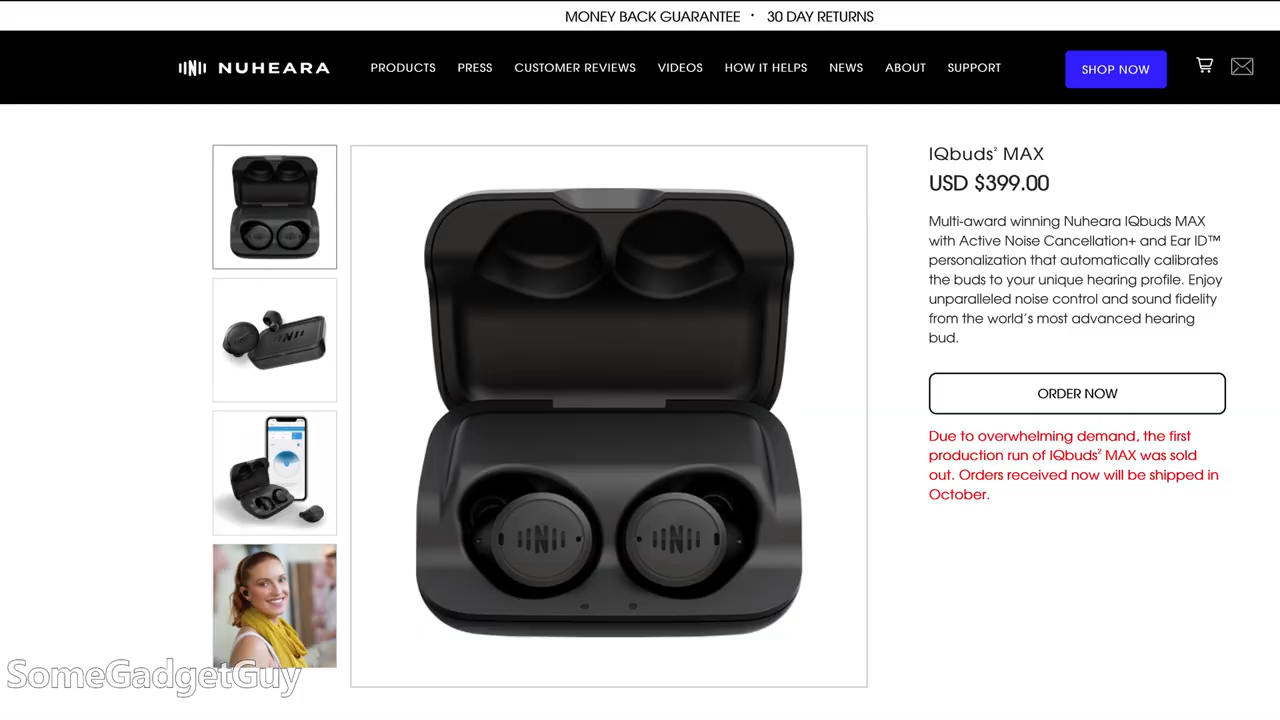 MONEY BACK GUARANTEE · 30 DAY RETURNS
NUHEARA
PRODUCTS PRESS CUSTOMER REVIEWS VIDEOS HOW IT HELPS NEWS ABOUT SUPPORT SHOP NOW
IQbuds² MAX
USD $399.00
Multi-award winning Nuheara IQbuds MAX
with Active Noise Cancellation+ and Ear ID™
personalization that automatically calibrates
the buds to your unique hearing profile. Enjoy
unparalleled noise control and sound fidelity
from the world's most advanced hearing
bud.
ORDER NOW
Due to overwhelming demand, the first
production run of IQbuds² MAX was sold
out. Orders received now will be shipped in
October.
SomeGadgetGuy